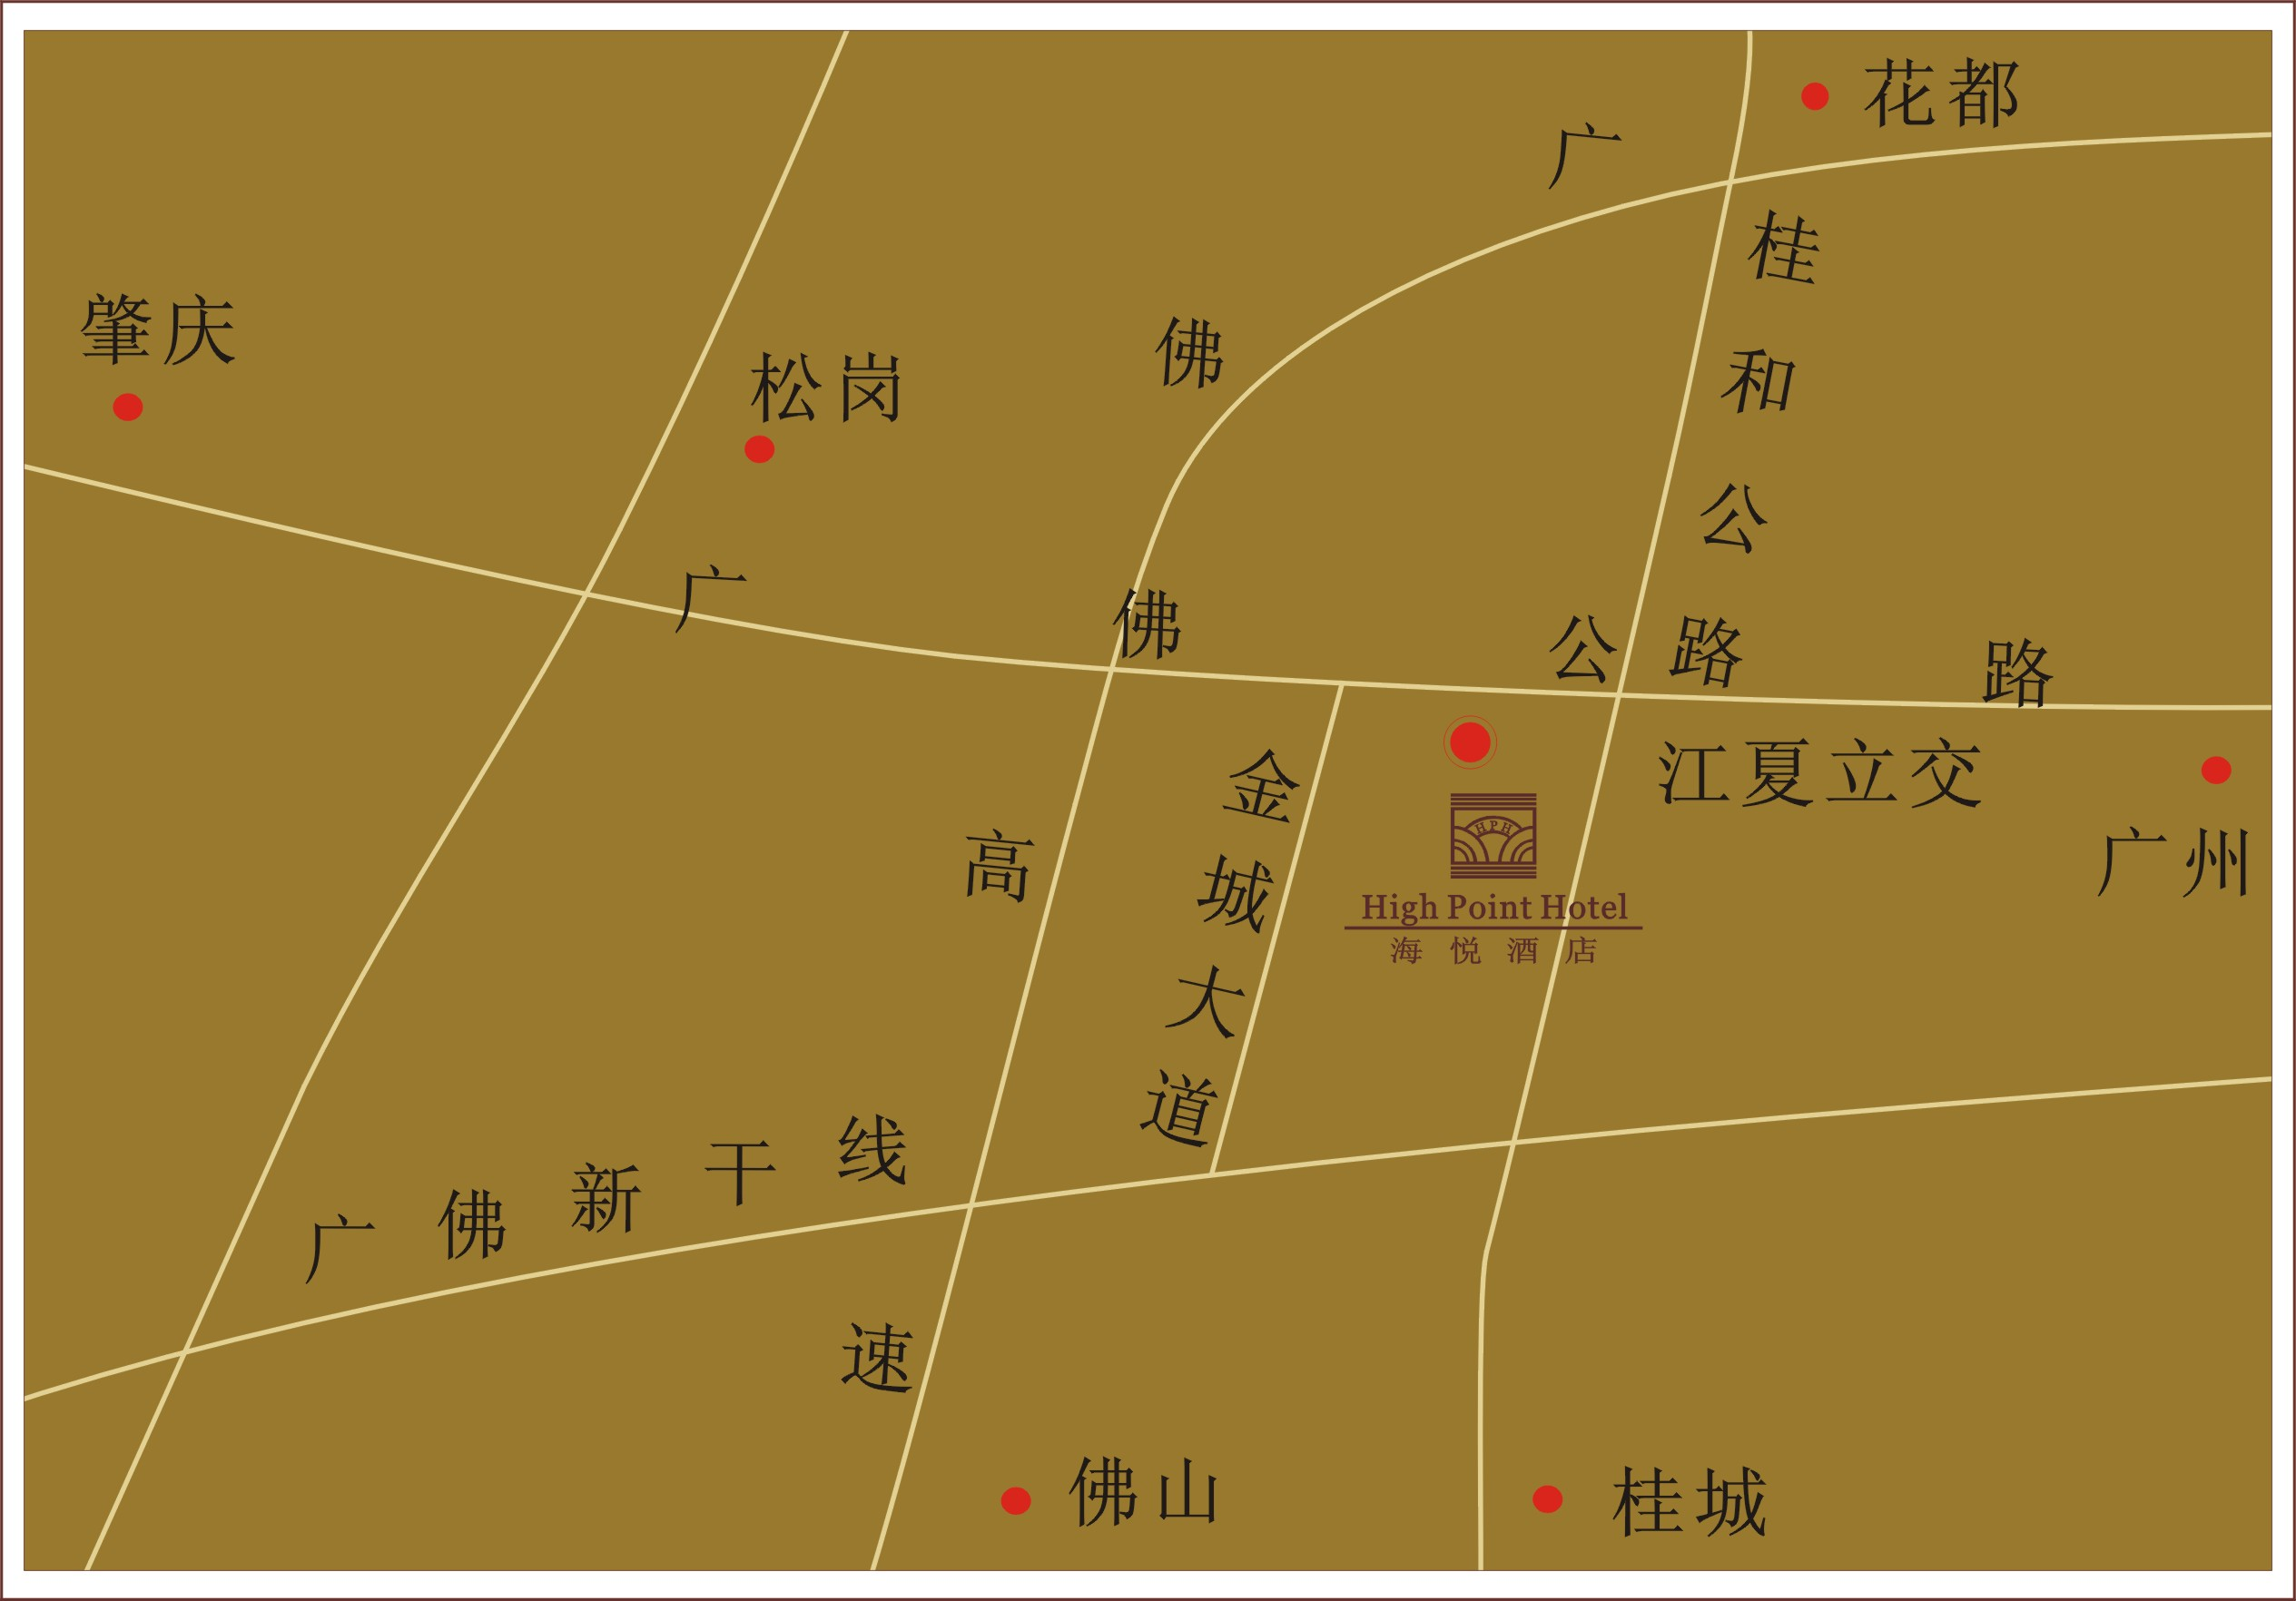 花都
广佛高速
桂和公路
肇庆
松岗
广佛公路
江夏立交
金城大道
HPH
High Point Hotel
海悦酒店
广州
广佛新干线
佛山
桂城